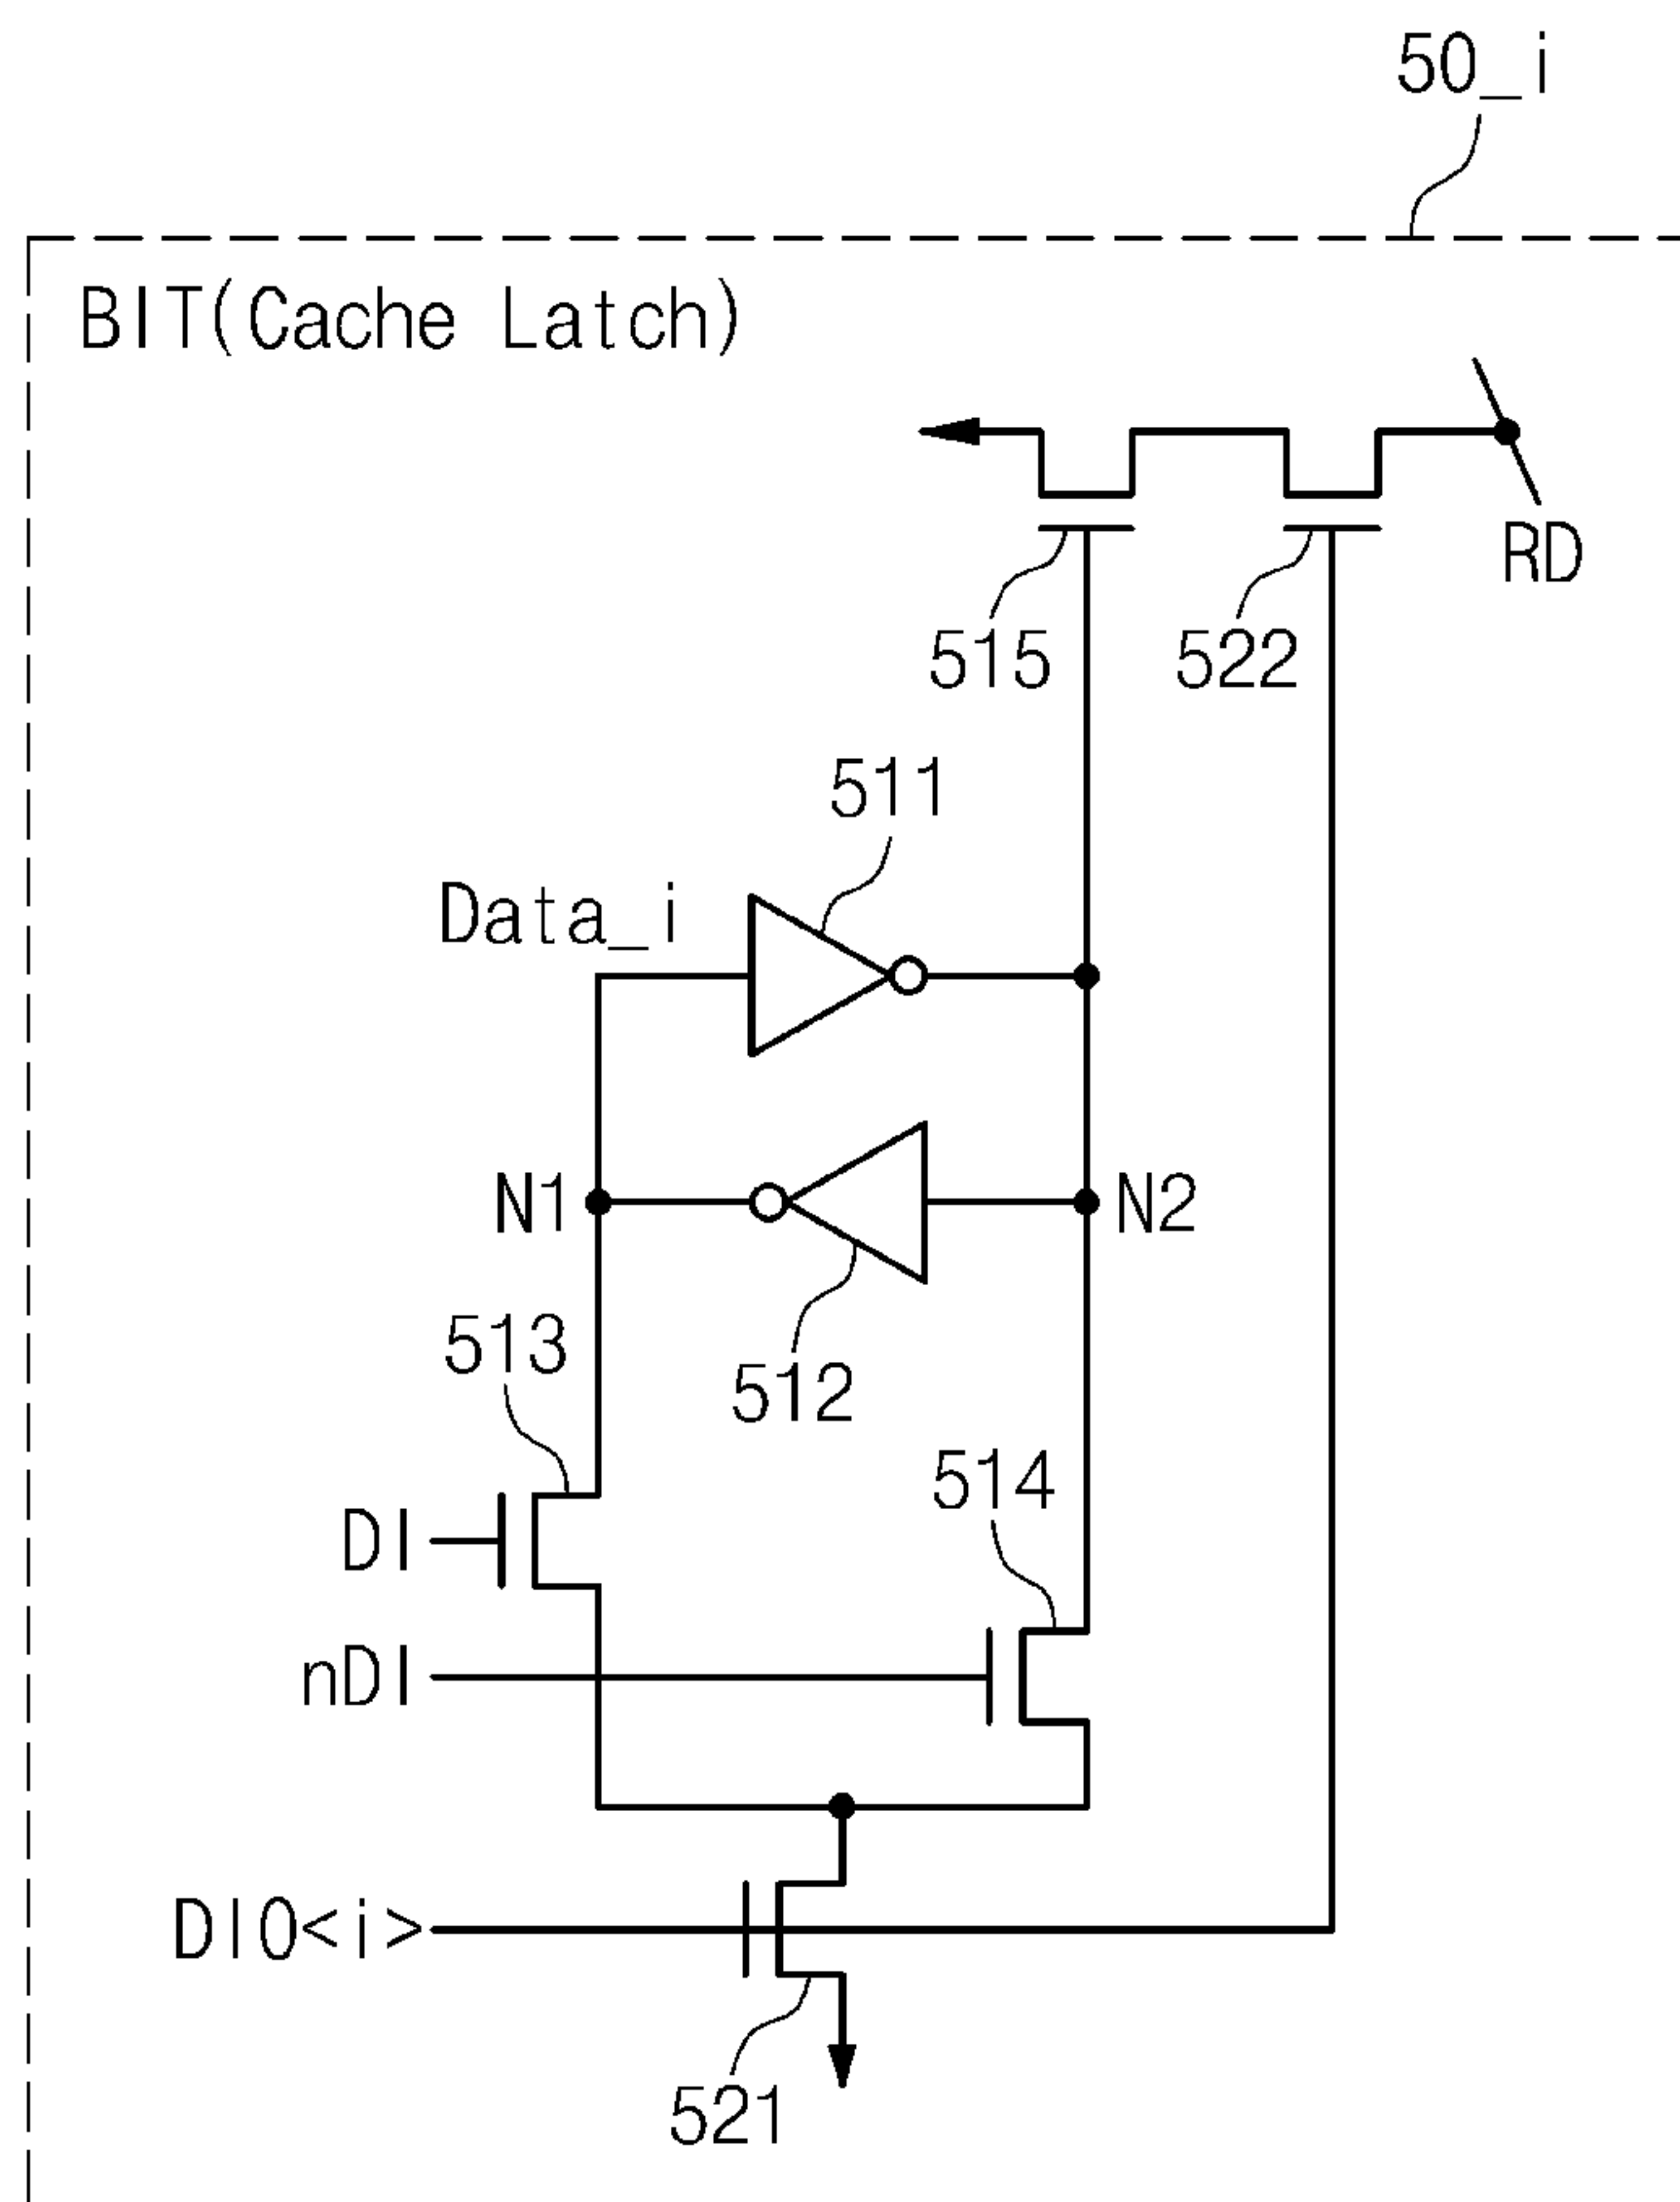 50_i
BIT(Cache Latch)
RD
515
522
511
Data_i
N1
N2
513
512
514
DI
nDI
DIO<i>
521